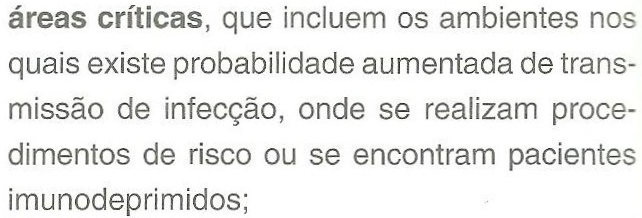 áreas críticas, que incluem os ambientes nos
quais existe probabilidade aumentada de trans-
missão de infecção, onde se realizam proce-
dimentos de risco ou se encontram pacientes
imunodeprimidos;